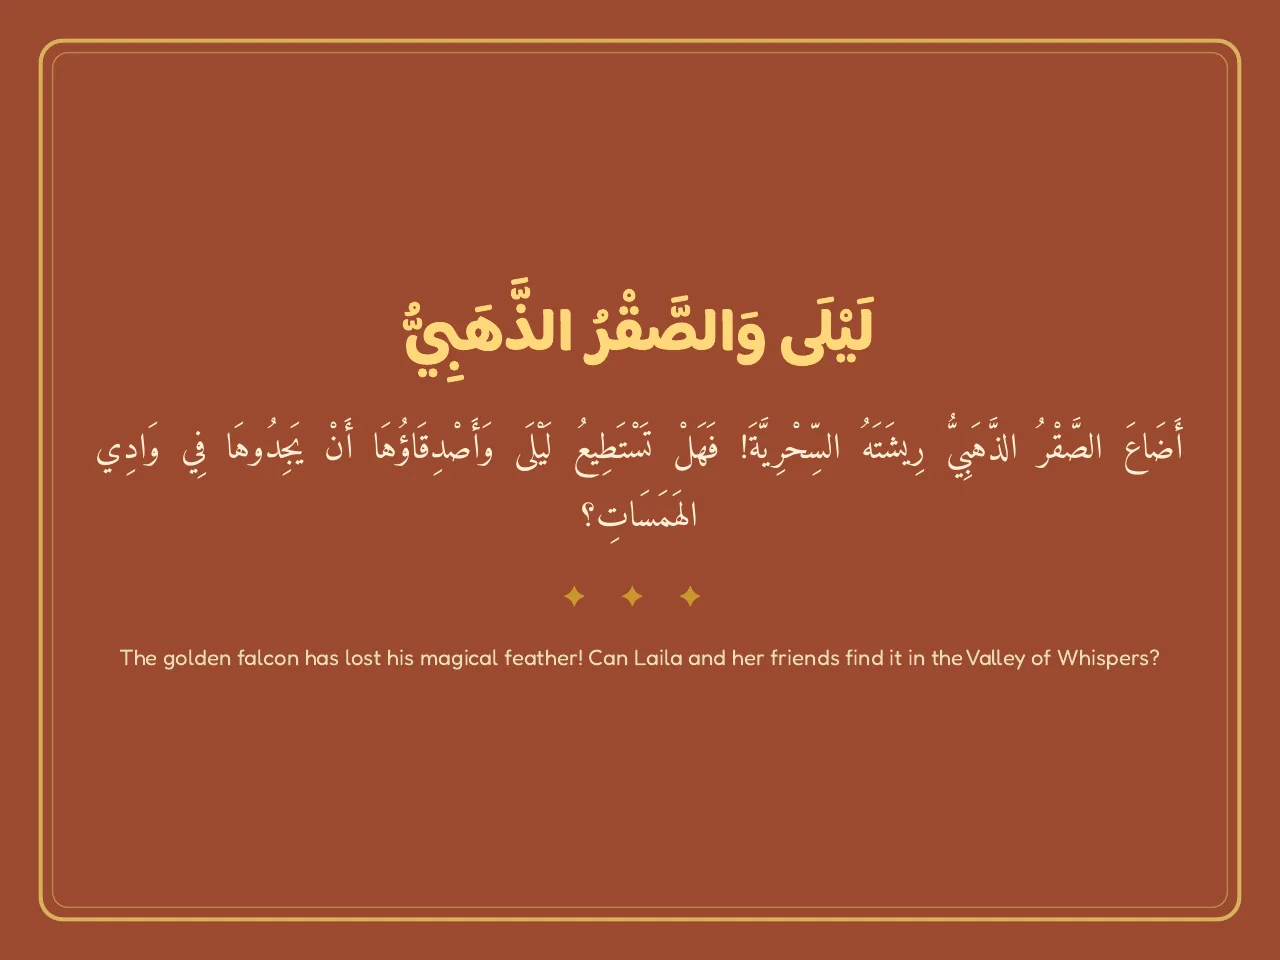 لَيْلَى وَالصَّقْرُ الذَّهَبِيُّ
أَضَاعَ الصَّقْرُ الذَّهَبِيُّ رِيشَتَهُ السِّحْرِيَّةَ! فَهَلْ تَسْتَطِيعُ لَيْلَى وَأَصْدِقَاؤُهَا أَنْ يَجِدُوهَا فِي وَادِي
الهَمَسَاتِ؟
The golden falcon has lost his magical feather! Can Laila and her friends find it in the Valley of Whispers?